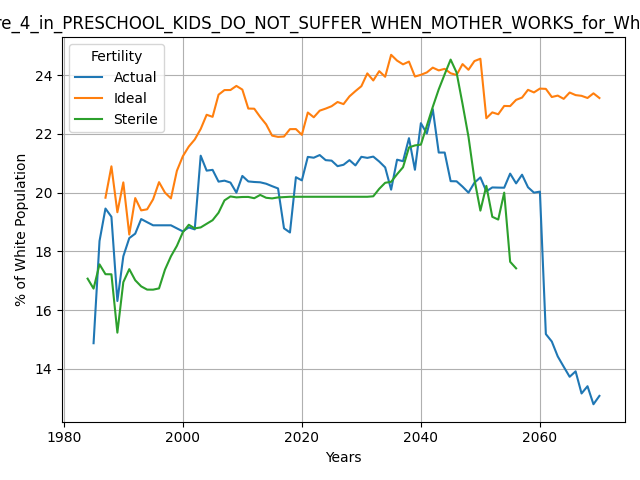 re_4_in_PRESCHOOL_KIDS_DO_NOT_SUFFER_WHEN_MOTHER_WORKS_for_Wh
Fertility
Actual
Ideal
Sterile
% of White Population
24
22
20
18
16
14
1980
2000
2020
2040
2060
Years